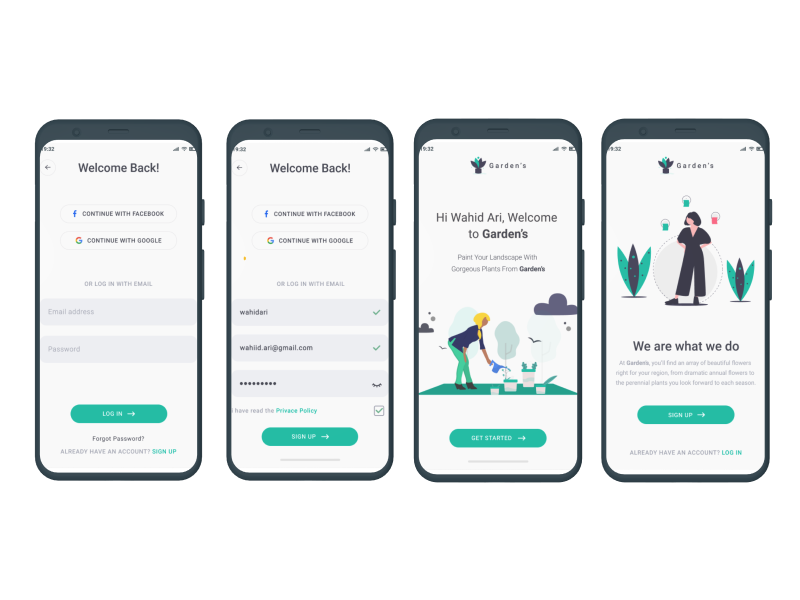 9:32
Welcome Back!
CONTINUE WITH FACEBOOK
CONTINUE WITH GOOGLE
OR LOG IN WITH EMAIL
Email address
Password
LOG IN
Forgot Password?
ALREADY HAVE AN ACCOUNT? SIGN UP
9:32
Welcome Back!
CONTINUE WITH FACEBOOK
CONTINUE WITH GOOGLE
OR LOG IN WITH EMAIL
wahidari
wahiid.ari@gmail.com
I have read the Privace Policy
SIGN UP
9:32
Garden's
Hi Wahid Ari, Welcome
to Garden's
Paint Your Landscape With
Gorgeous Plants From Garden's
GET STARTED
9:32
Garden's
We are what we do
At Garden's, you'll find an array of beautiful flowers
right for your region, from dramatic annual flowers to
the perennial plants you look forward to each season.
SIGN UP
ALREADY HAVE AN ACCOUNT? LOG IN